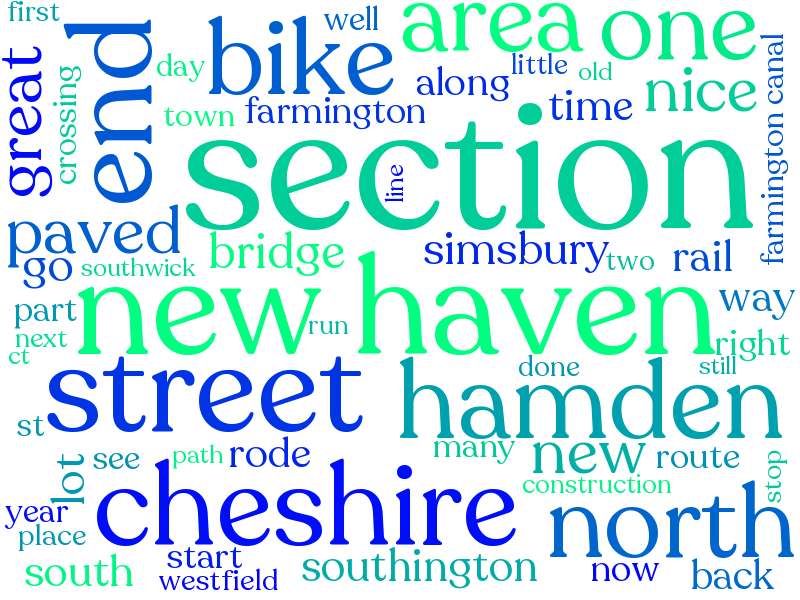 first
well
area
one
end
bike
great
crossing
day
along
little
old
nice
farmington canal
town
farmington
time
section
line
paved
bridge
simsbury
two
rail
go
southwick
new haven
way
part
next
run
right
ct
street
hamden
done
still
st
lot
see
path
rode
many
new
route
stop
construction
cheshire
north
year
place
south
start
westfield
southington
now
back